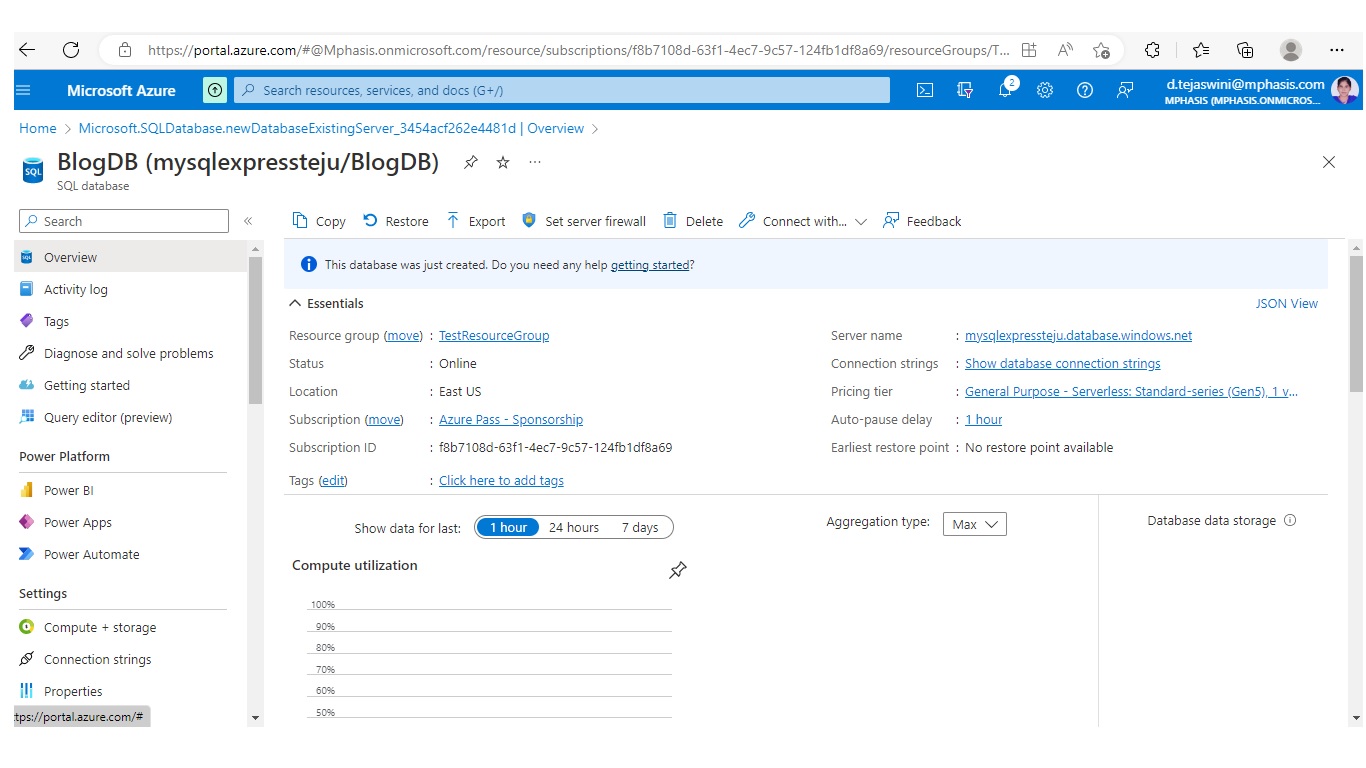 https://portal.azure.com/#@Mphasis.onmicrosoft.com/resource/subscriptions/f8b7108d-63f1-4ec7-9c57-124fb1df8a69/resourceGroups/T...
Microsoft Azure
Search resources, services, and docs (G+/)
2
d.tejaswini@mphasis.com
MPHASIS (MPHASIS.ONMICROS...
Home > Microsoft.SQLDatabase.newDatabaseExistingServer_3454acf262e4481d | Overview >
SQL
BlogDB (mysqlexpressteju/BlogDB)
SQL database
Search
Copy Restore Export Set server firewall Delete Connect with... Feedback
Overview
Activity log
Tags
Diagnose and solve problems
Getting started
Query editor (preview)
Power Platform
Power BI
Power Apps
Power Automate
Settings
Compute + storage
Connection strings
Properties
tps://portal.azure.com/#
This database was just created. Do you need any help getting started?
Essentials
JSON View
Resource group (move) : TestResourceGroup
Status : Online
Location : East US
Subscription (move) : Azure Pass - Sponsorship
Subscription ID : f8b7108d-63f1-4ec7-9c57-124fb1df8a69
Tags (edit) : Click here to add tags
Server name : mysqlexpressteju.database.windows.net
Connection strings : Show database connection strings
Pricing tier : General Purpose - Serverless: Standard-series (Gen5), 1 v...
Auto-pause delay : 1 hour
Earliest restore point : No restore point available
Show data for last: 1 hour 24 hours 7 days
Aggregation type: Max
Database data storage
Compute utilization
100%
90%
80%
70%
60%
50%